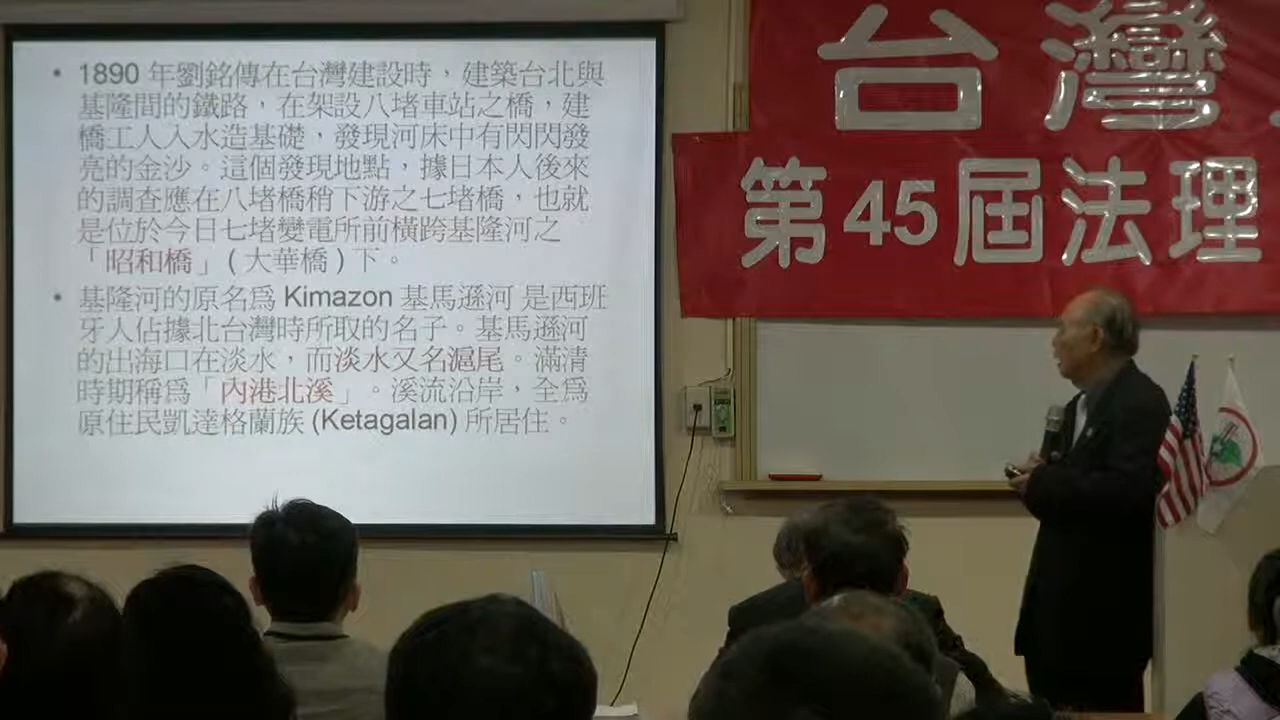 • 1890 年劉銘傳在台灣建設時，建築台北與
基隆間的鐵路，在架設八堵車站之橋，建
橋工人入水造基礎，發現河床中有閃閃發
亮的金沙。這個發現地點，據日本人後來
的調查應在八堵橋稍下游之七堵橋，也就
是位於今日七堵變電所前橫跨基隆河之
「昭和橋」(大華橋)下。
• 基隆河的原名為 Kimazon 基馬遜河 是西班
牙人佔據北台灣時所取的名子。基馬遜河
的出海口在淡水，而淡水又名滬尾。滿清
時期稱為「內港北溪」。溪流沿岸，全為
原住民凱達格蘭族 (Ketagalan) 所居住。
台灣
第45屆法理